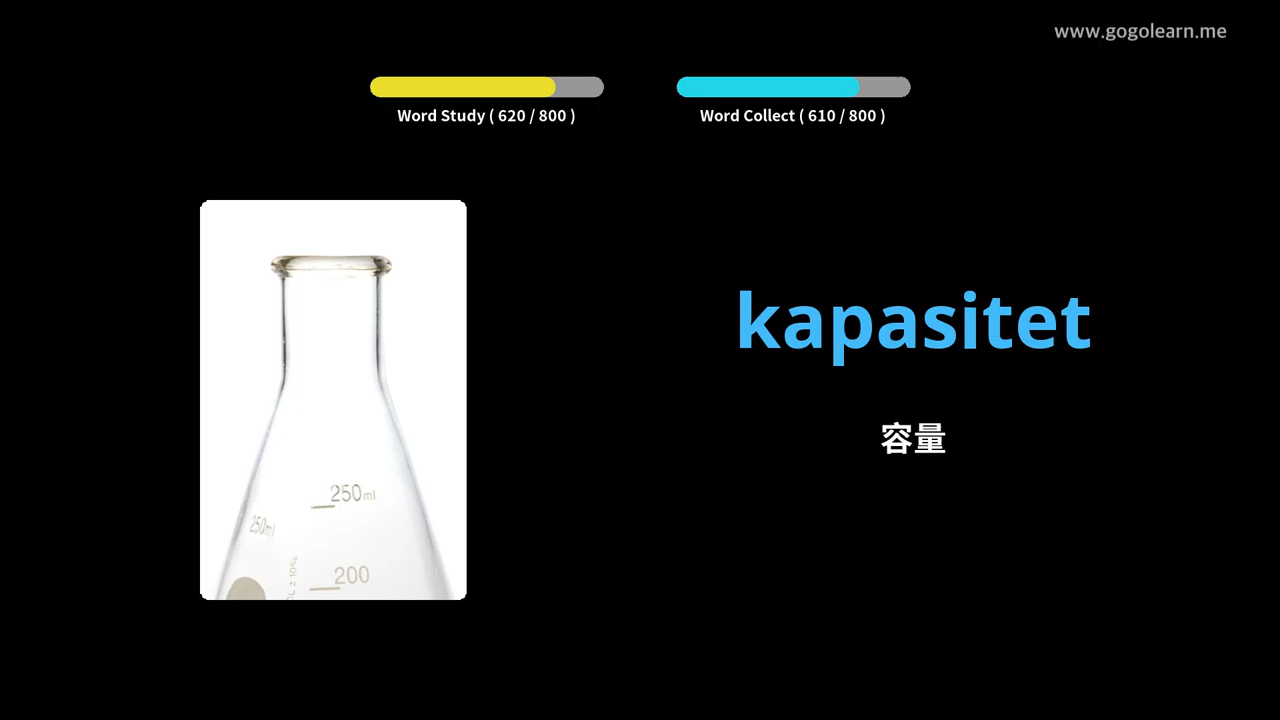 www.gogolearn.me
Word Study ( 620 / 800 )
Word Collect ( 610 / 800 )
kapasitet
容量
250ml
250ml
200